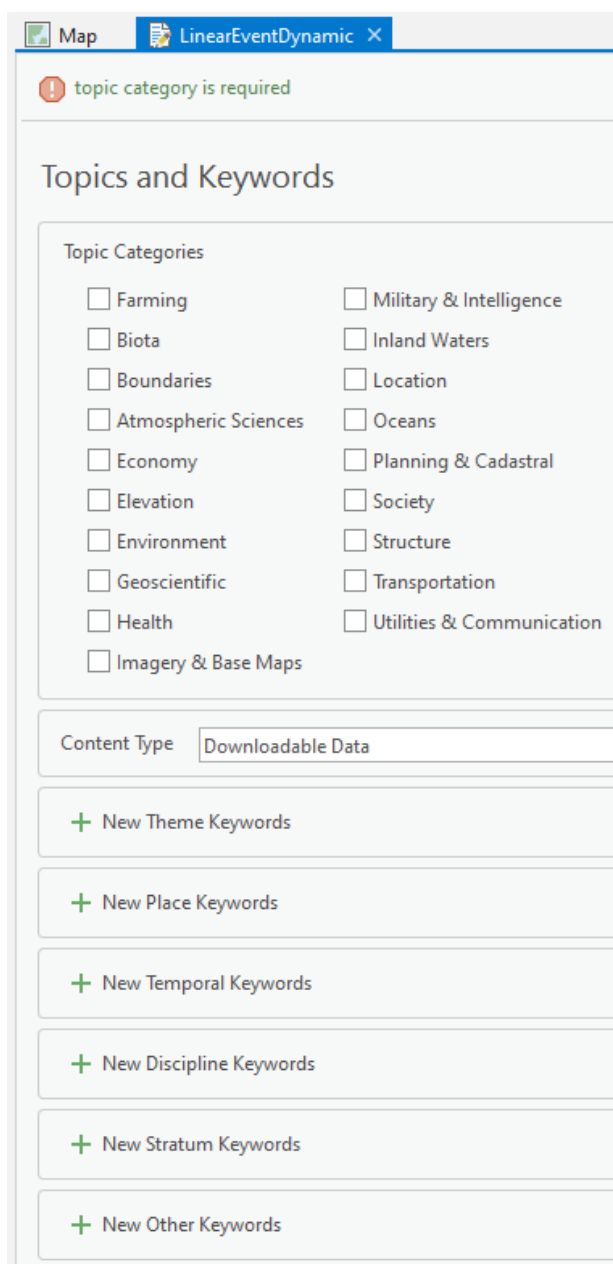 Map
LinearEventDynamic
topic category is required
Topics and Keywords
Topic Categories
Farming
Military & Intelligence
Biota
Inland Waters
Boundaries
Location
Atmospheric Sciences
Oceans
Economy
Planning & Cadastral
Elevation
Society
Environment
Structure
Geoscientific
Transportation
Health
Utilities & Communication
Imagery & Base Maps
Content Type
Downloadable Data
New Theme Keywords
New Place Keywords
New Temporal Keywords
New Discipline Keywords
New Stratum Keywords
New Other Keywords